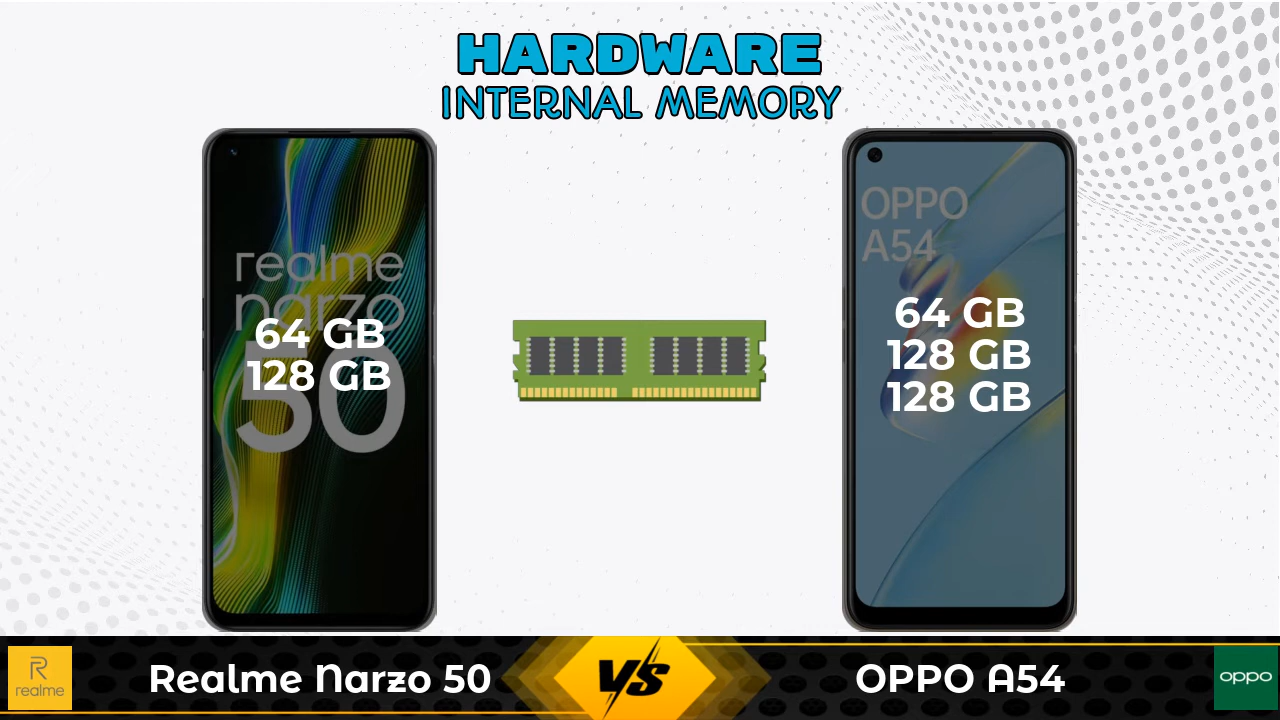 HARDWARE
INTERNAL MEMORY
realme
narzo
50
64 GB
128 GB
OPPO
A54
64 GB
128 GB
128 GB
realme
Realme Narzo 50
VS
OPPO A54
oppo